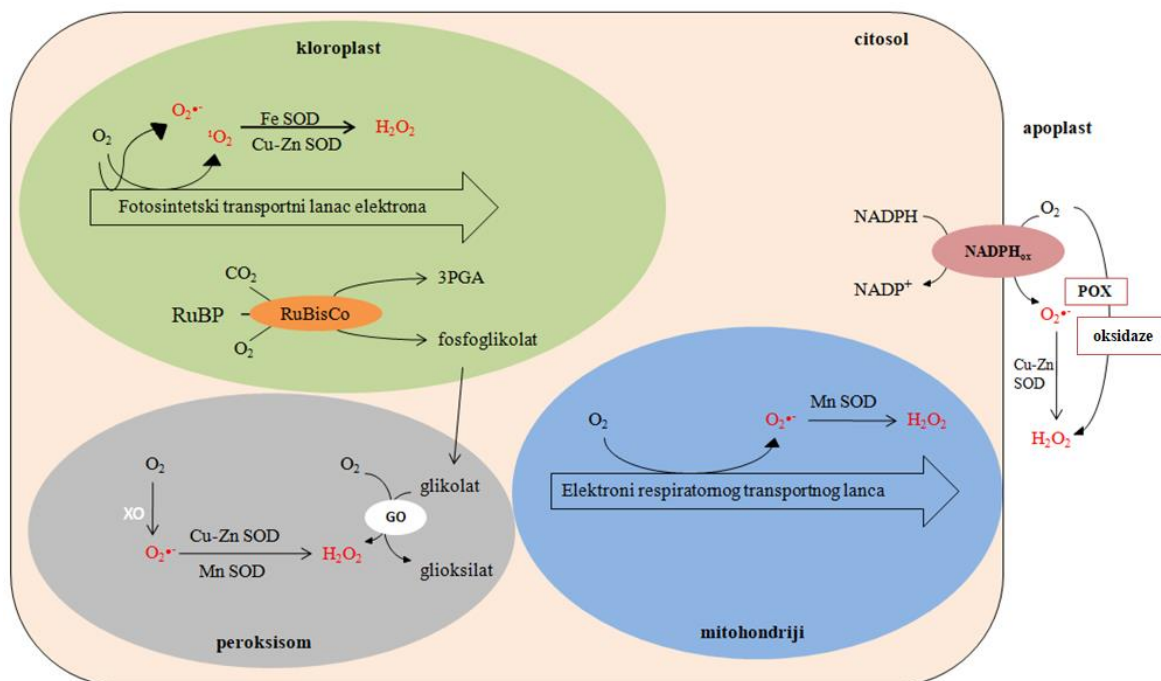 kloroplast
O₂
O₂•-
¹O₂
Fe SOD
Cu-Zn SOD
H₂O₂
Fotosintetski transportni lanac elektrona
CO₂
RuBP
O₂
RuBisCo
3PGA
fosfoglikolat
citosol
apoplast
NADPH
NADP⁺
NADPHox
O₂
POX
oksidaze
O₂•-
Cu-Zn
SOD
H₂O₂
O₂
XO
O₂•-
Cu-Zn SOD
Mn SOD
H₂O₂
O₂
glikolat
GO
glioksilat
peroksisom
O₂
O₂•-
Mn SOD
H₂O₂
Elektroni respiratornog transportnog lanca
mitohondriji